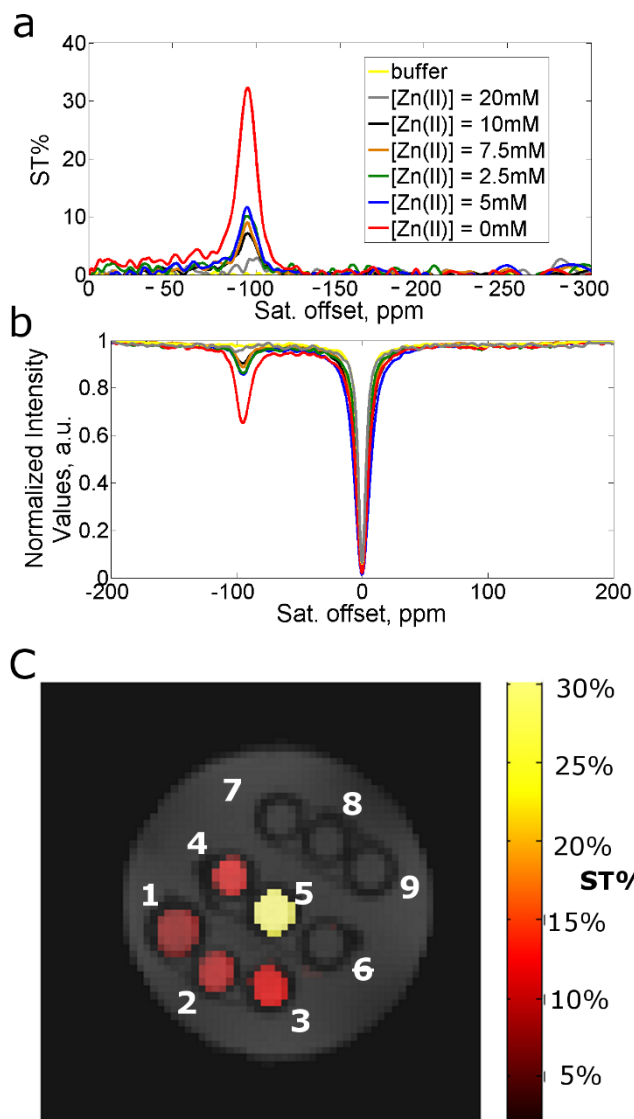 a
40
30
20
10
0
ST%
buffer
[Zn(II)] = 20mM
[Zn(II)] = 10mM
[Zn(II)] = 7.5mM
[Zn(II)] = 2.5mM
[Zn(II)] = 5mM
[Zn(II)] = 0mM
0 -50 -100 -150 -200 -250 -300
Sat. offset, ppm
b
1
0.8
0.6
0.4
0.2
0
Normalized Intensity
Values, a.u.
-200 -100 0 100 200
Sat. offset, ppm
C
7
8
4
5
9
1
6
2
3
30%
25%
20%
ST%
15%
10%
5%